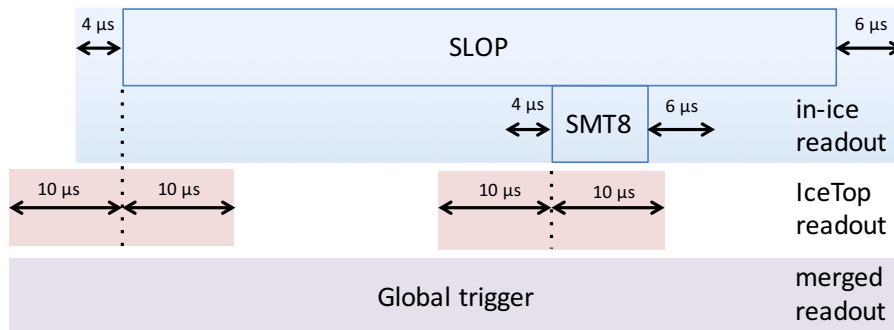 4 μs
6 μs
SLOP
4 μs
6 μs
SMT8
in-ice
readout
10 μs
10 μs
10 μs
10 μs
IceTop
readout
Global trigger
merged
readout